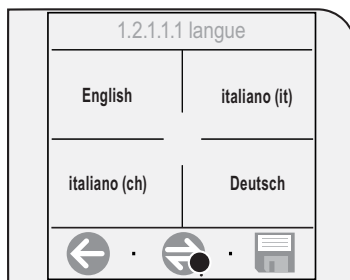 1.2.1.1.1 langue
English italiano (it)
italiano (ch) Deutsch